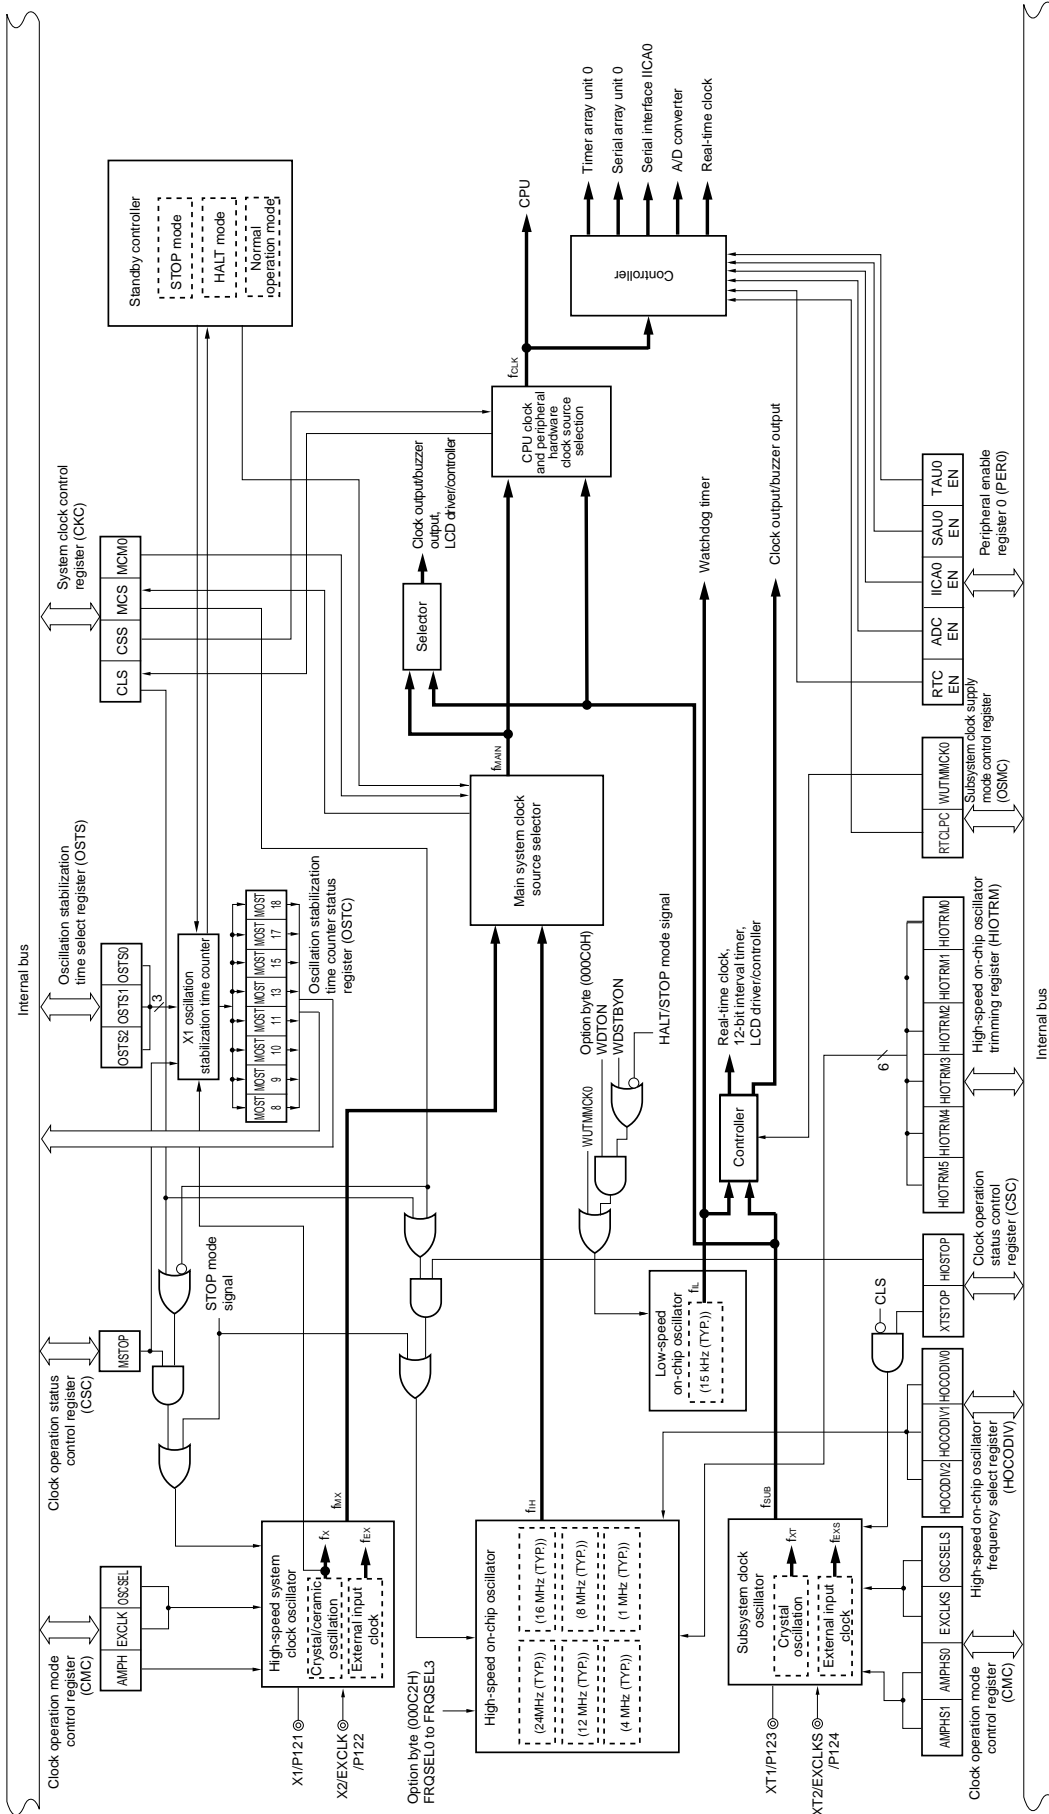 Internal bus
Clock operation mode
control register
(CMC)
AMPH
EXCLK
OSCSEL
Clock operation status
control register
(CSC)
MSTOP
STOP mode
signal
Oscillation stabilization
time select register (OSTS)
OSTS2
OSTS1
OSTS0
3
X1 oscillation
stabilization time counter
MOST
8
MOST
9
MOST
10
MOST
11
MOST
13
MOST
15
MOST
17
MOST
18
Oscillation stabilization
time counter status
register (OSTC)
System clock control
register (CKC)
CLS
CSS
MCS
MCM0
Standby controller
STOP mode
HALT mode
Normal
operation mode
X1/P121
X2/EXCLK
/P122
High-speed system
clock oscillator
Crystal/ceramic
oscillation
fX
External input
clock
fEX
fMX
Option byte (000C2H)
FRQSEL0 to FRQSEL3
High-speed on-chip oscillator
(24MHz (TYP.))
(16 MHz (TYP.))
(12 MHz (TYP.))
(8 MHz (TYP.))
(4 MHz (TYP.))
(1 MHz (TYP.))
fIH
Main system clock
source selector
fMAIN
Selector
Clock output/buzzer
output,
LCD driver/controller
CPU clock
and peripheral
hardware
clock source
selection
fCLK
CPU
Controller
Timer array unit 0
Serial array unit 0
Serial interface IICA0
A/D converter
Real-time clock
Option byte (000C0H)
WDTON
WDSTBYON
HALT/STOP mode signal
WUTMMCK0
Low-speed
on-chip oscillator
(15 kHz (TYP.))
fIL
Watchdog timer
Controller
Real-time clock,
12-bit interval timer,
LCD driver/controller
Clock output/buzzer output
XT1/P123
XT2/EXCLKS
/P124
Subsystem clock
oscillator
Crystal
oscillation
fXT
External input
clock
fEXS
fSUB
CLS
6
AMPHS1
AMPHS0
EXCLKS
OSCSELS
Clock operation mode
control register
(CMC)
HOCODIV2
HOCODIV1
HOCODIV0
High-speed on-chip oscillator
frequency select register
(HOCODIV)
XTSTOP
HIOSTOP
Clock operation
status control
register (CSC)
HIOTRM5
HIOTRM4
HIOTRM3
HIOTRM2
HIOTRM1
HIOTRM0
High-speed on-chip oscillator
trimming register (HIOTRM)
RTCLPC
WUTMMCK0
Subsystem clock supply
mode control register
(OSMC)
RTC
EN
ADC
EN
IICA0
EN
SAU0
EN
TAU0
EN
Peripheral enable
register 0 (PER0)
Internal bus